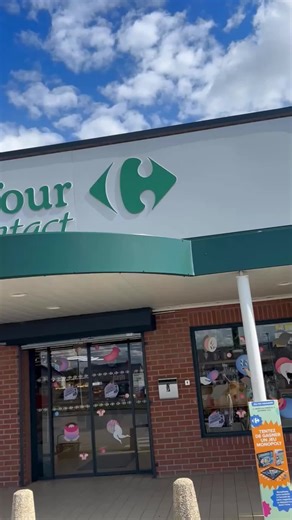 four
ntact
TENTEZ
DE GAGNER
UN JEU
MONOPOLY